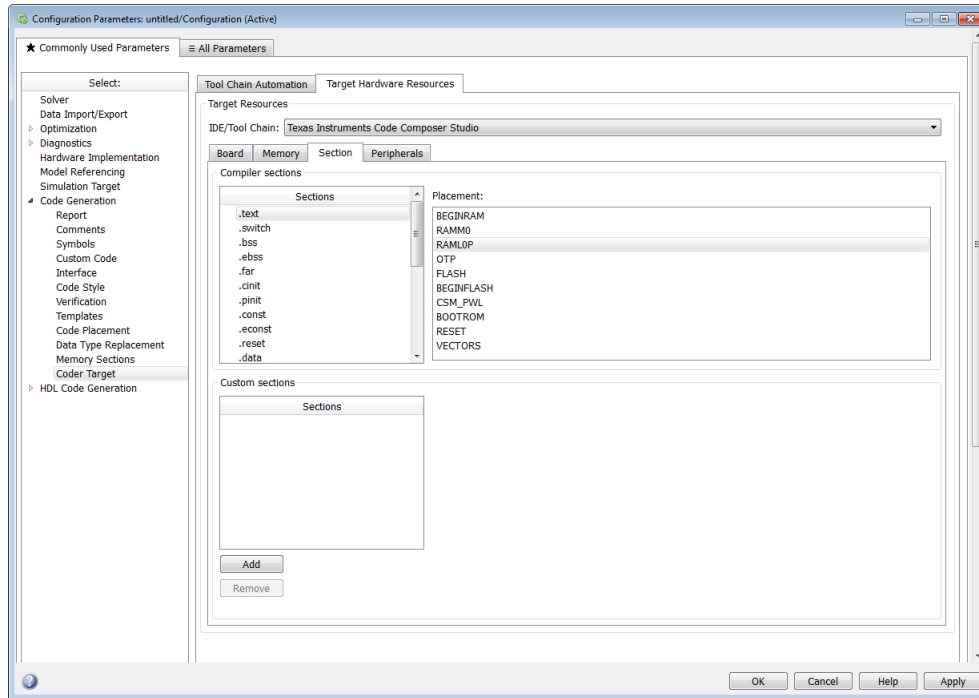 Configuration Parameters: untitled/Configuration (Active)
★ Commonly Used Parameters
≡ All Parameters
Select:
Solver
Data Import/Export
Optimization
Diagnostics
Hardware Implementation
Model Referencing
Simulation Target
Code Generation
Report
Comments
Symbols
Custom Code
Interface
Code Style
Verification
Templates
Code Placement
Data Type Replacement
Memory Sections
Coder Target
HDL Code Generation
Tool Chain Automation
Target Hardware Resources
Target Resources
IDE/Tool Chain: Texas Instruments Code Composer Studio
Board
Memory
Section
Peripherals
Compiler sections
Sections
.text
.switch
.bss
.ebss
.far
.cinit
.pinit
.const
.econst
.reset
.data
Placement:
BEGINRAM
RAMM0
RAML0P
OTP
FLASH
BEGINFLASH
CSM_PWL
BOOTROM
RESET
VECTORS
Custom sections
Sections
Add
Remove
OK
Cancel
Help
Apply